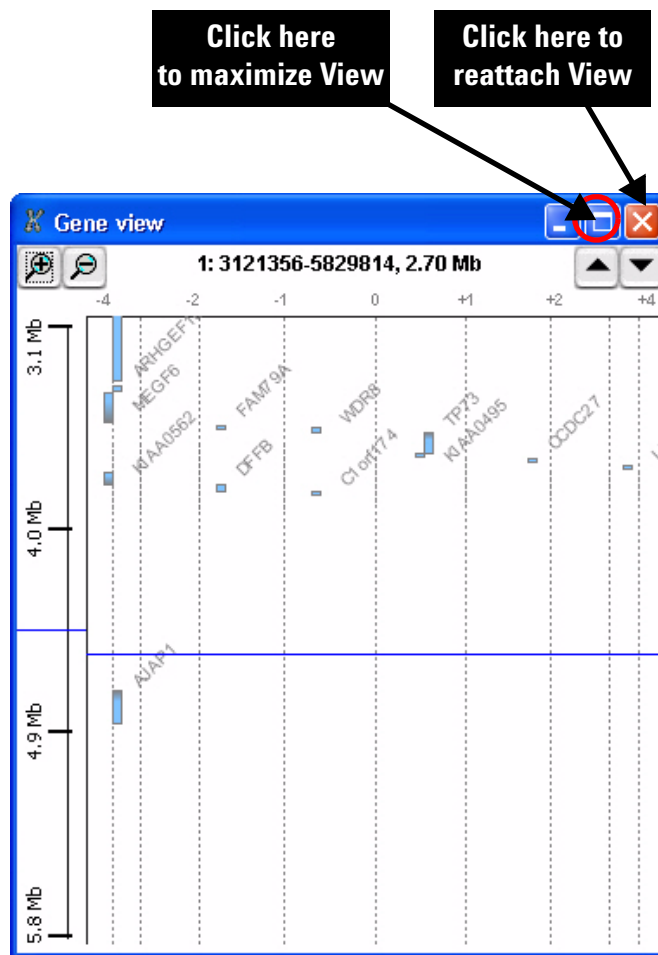 Click here
to maximize View
Click here to
reattach View
Gene view
1: 3121356-5829814, 2.70 Mb
-4 -2 -1 0 +1 +2 +4
3.1 Mb
ARHGEF1
MEGF6
FAM79A
WDR8
TP73
KIAA0562
DFFB
C1orf174
KIAA0495
CCDC27
4.0 Mb
AJAP1
4.9 Mb
5.8 Mb